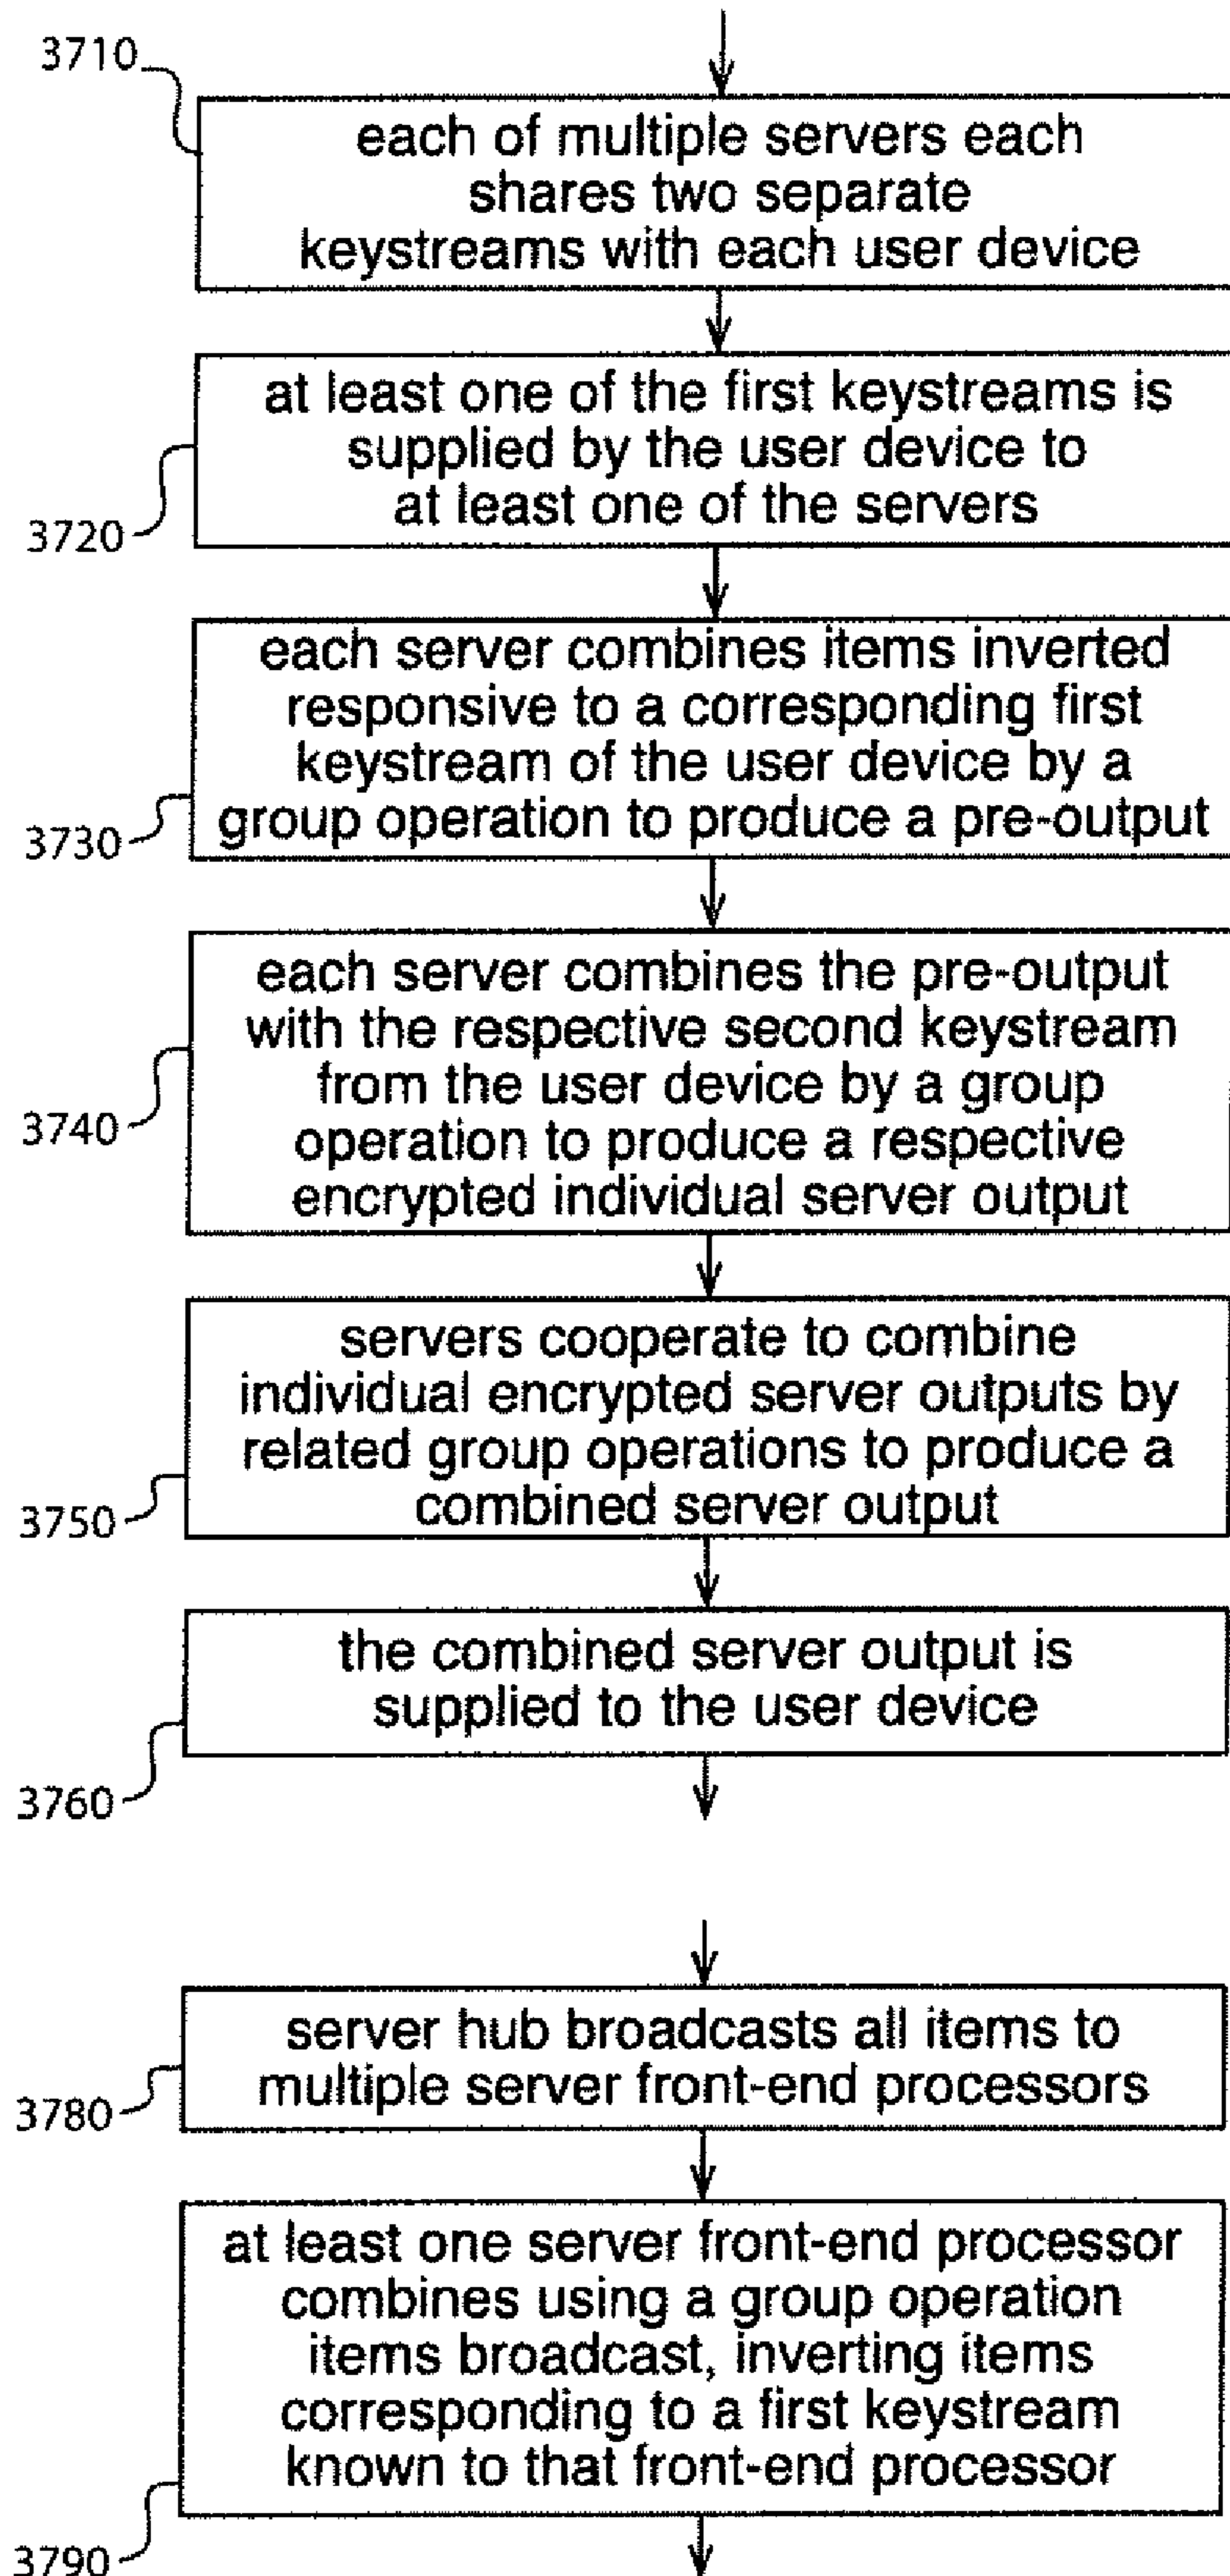 3710
each of multiple servers each
shares two separate
keystreams with each user device
at least one of the first keystreams is
supplied by the user device to
at least one of the servers
3720
each server combines items inverted
responsive to a corresponding first
keystream of the user device by a
group operation to produce a pre-output
3730
each server combines the pre-output
with the respective second keystream
from the user device by a group
operation to produce a respective
encrypted individual server output
3740
servers cooperate to combine
individual encrypted server outputs by
related group operations to produce a
combined server output
3750
the combined server output is
supplied to the user device
3760
server hub broadcasts all items to
multiple server front-end processors
3780
at least one server front-end processor
combines using a group operation
items broadcast, inverting items
corresponding to a first keystream
known to that front-end processor
3790